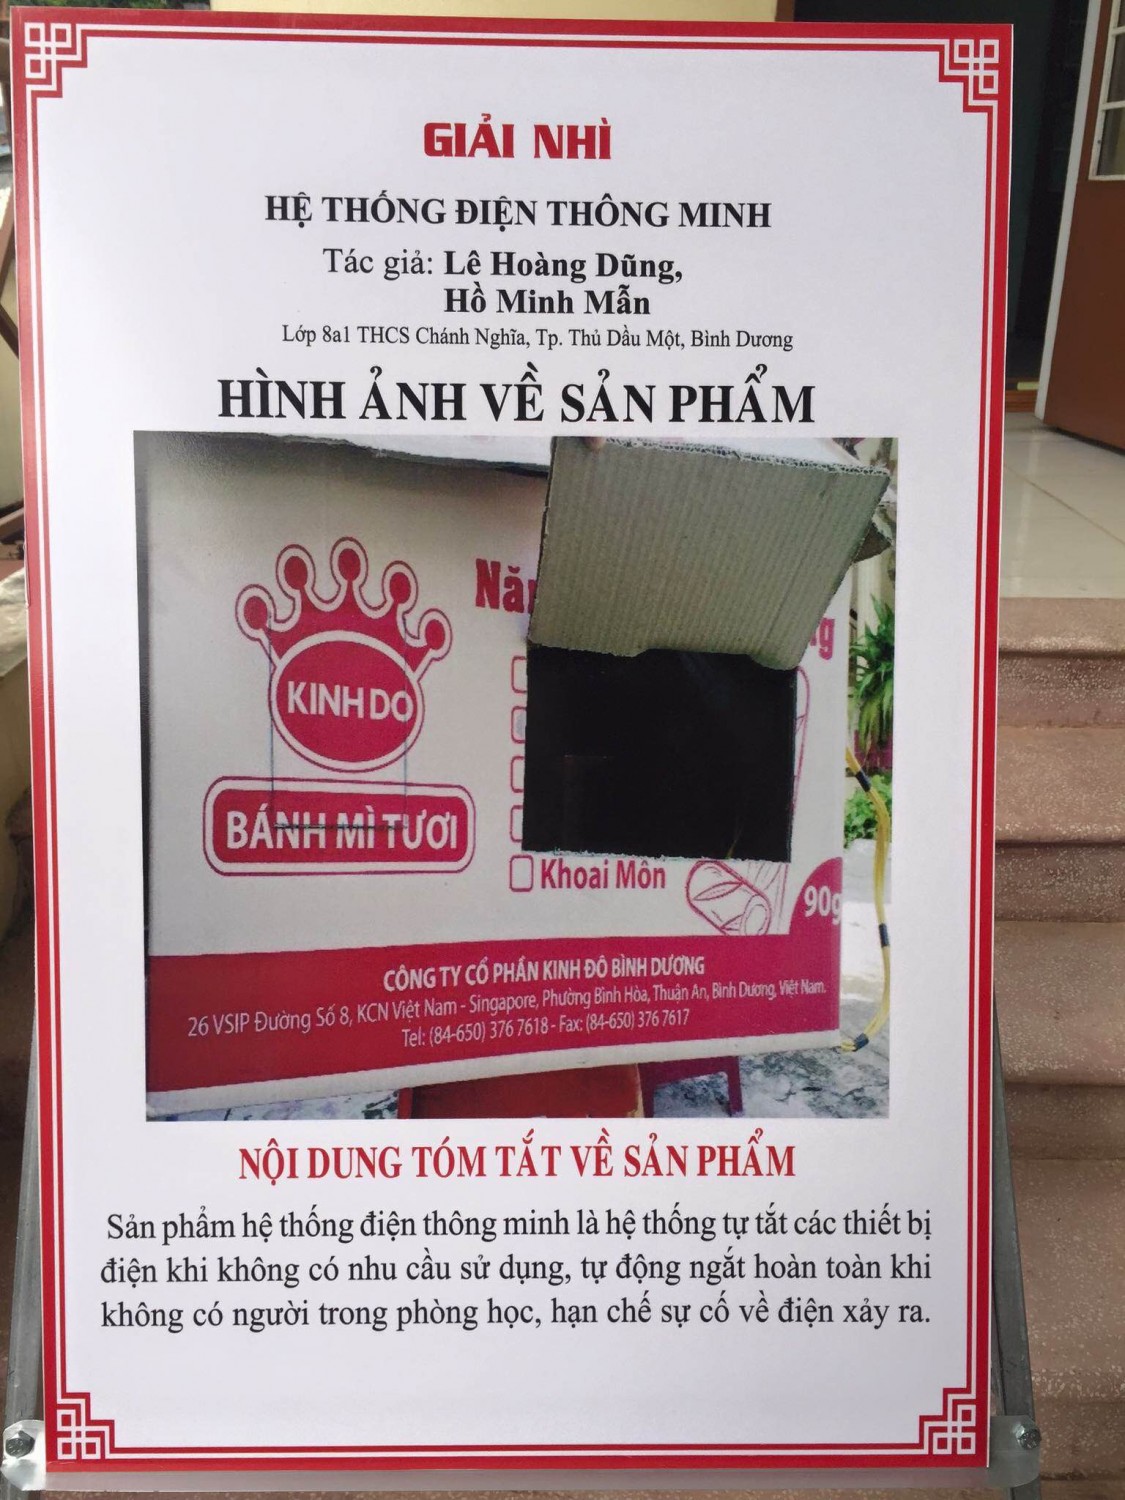 GIẢI NHÌ
HỆ THỐNG ĐIỆN THÔNG MINH
Tác giả: Lê Hoàng Dũng,
Hồ Minh Mẫn
Lớp 8a1 THCS Chánh Nghĩa, Tp. Thủ Dầu Một, Bình Dương
HÌNH ẢNH VỀ SẢN PHẨM
KINH DO
BÁNH MÌ TƯƠI
Khoai Môn
90g
CÔNG TY CỔ PHẦN KINH ĐÔ BÌNH DƯƠNG
26 VSIP Đường Số 8, KCN Việt Nam - Singapore, Phường Bình Hòa, Thuận An, Bình Dương, Việt Nam.
Tel: (84-650) 376 7618 - Fax: (84-650) 376 7617
NỘI DUNG TÓM TẮT VỀ SẢN PHẨM
Sản phẩm hệ thống điện thông minh là hệ thống tự tắt các thiết bị
điện khi không có nhu cầu sử dụng, tự động ngắt hoàn toàn khi
không có người trong phòng học, hạn chế sự cố về điện xảy ra.